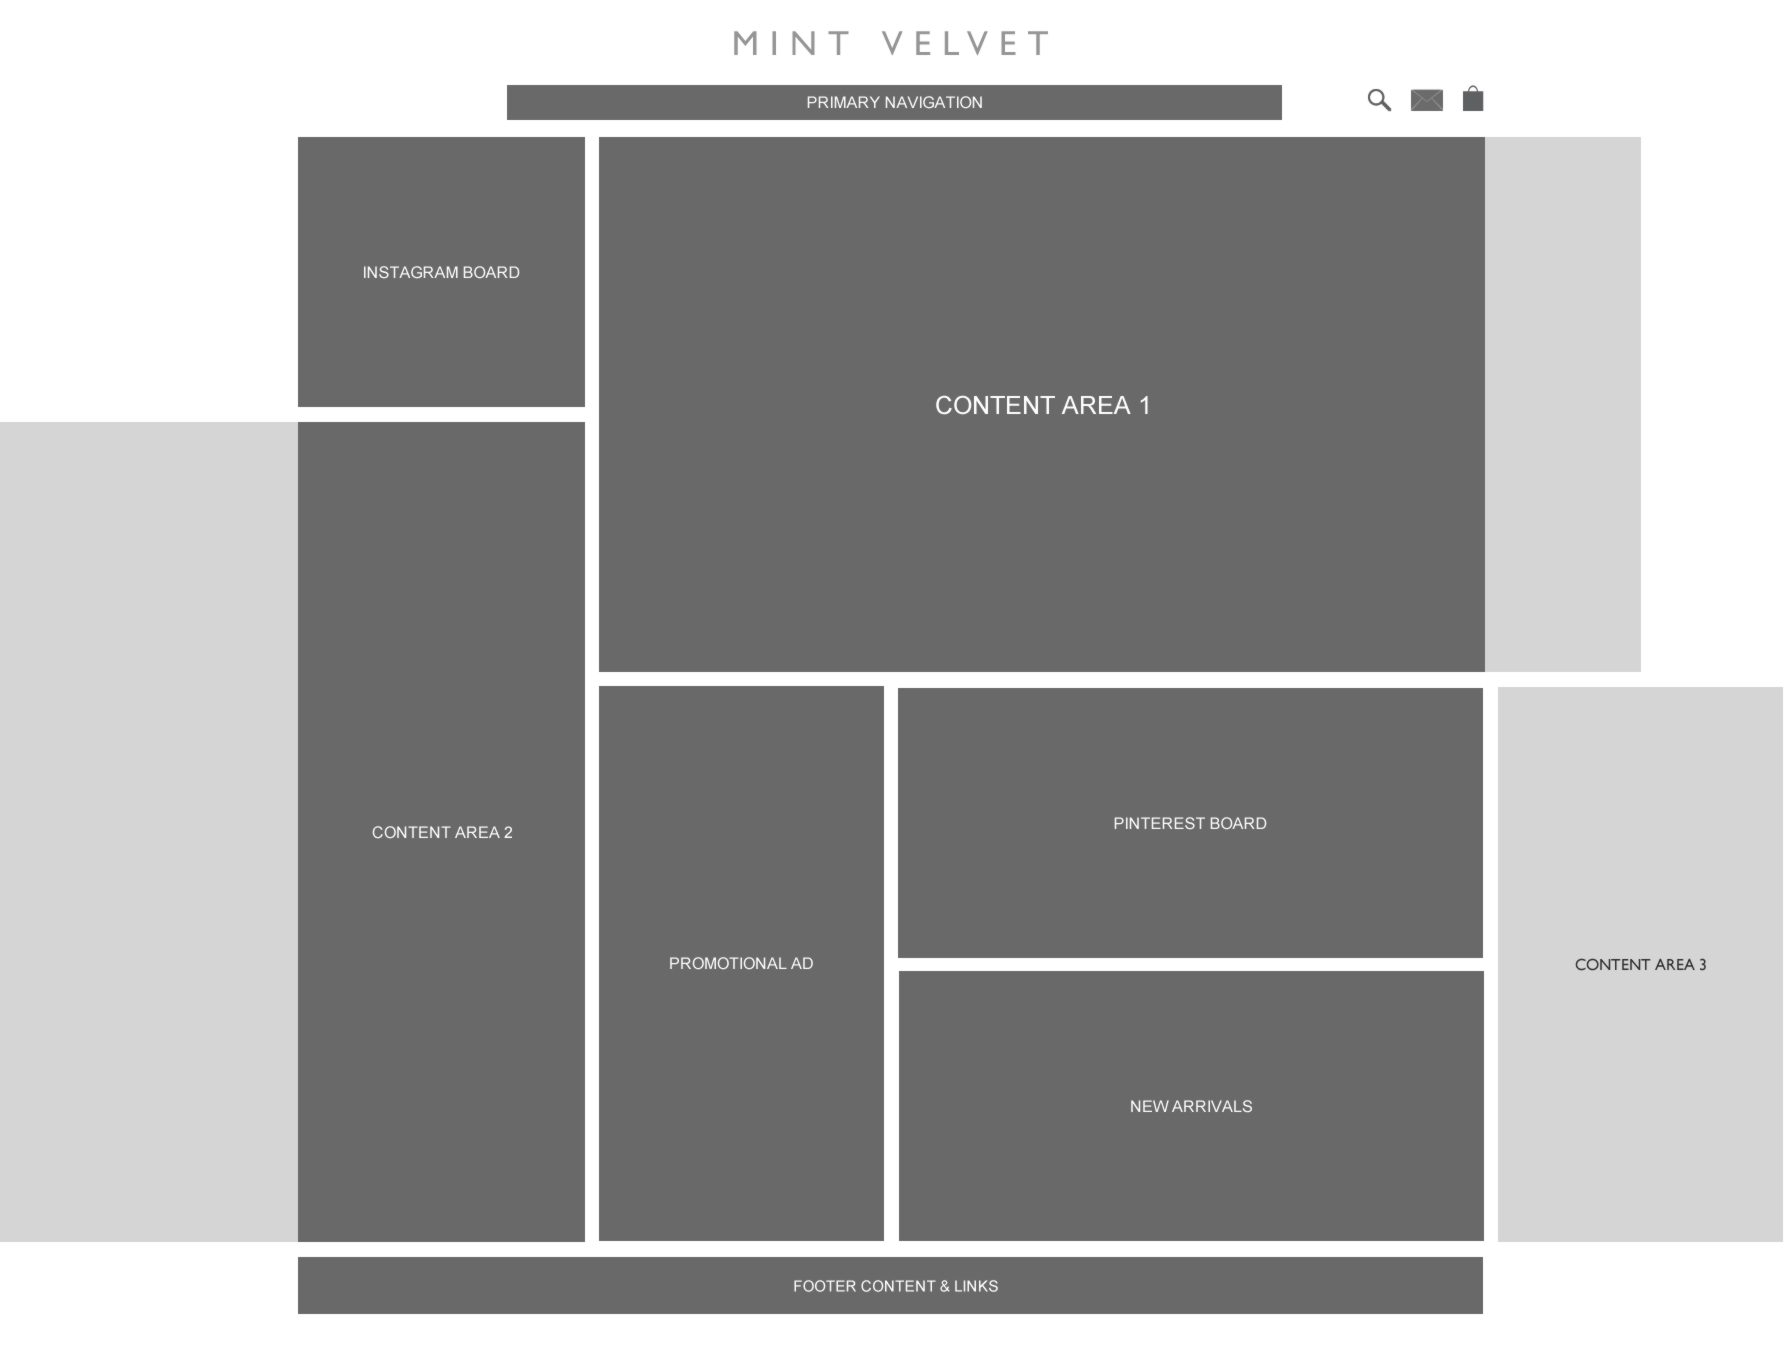 MINT VELVET
PRIMARY NAVIGATION
INSTAGRAM BOARD
CONTENT AREA 1
CONTENT AREA 2
PROMOTIONAL AD
PINTEREST BOARD
NEW ARRIVALS
CONTENT AREA 3
FOOTER CONTENT & LINKS